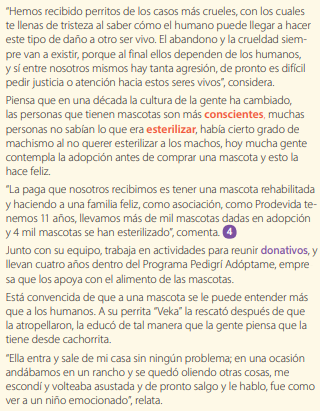 "Hemos recibido perritos de los casos más crueles, con los cuales
te llenas de tristeza al saber cómo el humano puede llegar a hacer
este tipo de daño a otro ser vivo. El abandono y la crueldad siem-
pre van a existir, porque al final ellos dependen de los humanos,
y sí entre nosotros mismos hay tanta agresión, de pronto es difícil
pedir justicia o atención hacia estos seres vivos", considera.
Piensa que en una década la cultura de la gente ha cambiado,
las personas que tienen mascotas son más conscientes, muchas
personas no sabían lo que era esterilizar, había cierto grado de
machismo al no querer esterilizar a los machos, hoy mucha gente
contempla la adopción antes de comprar una mascota y esto la
hace feliz.
"La paga que nosotros recibimos es tener una mascota rehabilitada
y haciendo a una familia feliz, como asociación, como Prodevida te-
nemos 11 años, llevamos más de mil mascotas dadas en adopción
y 4 mil mascotas se han esterilizado", comenta. 4
Junto con su equipo, trabaja en actividades para reunir donativos, y
llevan cuatro años dentro del Programa Pedigrí Adóptame, empre
sa que los apoya con el alimento de las mascotas.
Está convencida de que a una mascota se le puede entender más
que a los humanos. A su perrita "Veka" la rescató después de que
la atropellaron, la educó de tal manera que la gente piensa que la
tiene desde cachorrita.
"Ella entra y sale de mi casa sin ningún problema; en una ocasión
andábamos en un rancho y se quedó oliendo otras cosas, me
escondí y volteaba asustada y de pronto salgo y le hablo, fue como
ver a un niño emocionado", relata.